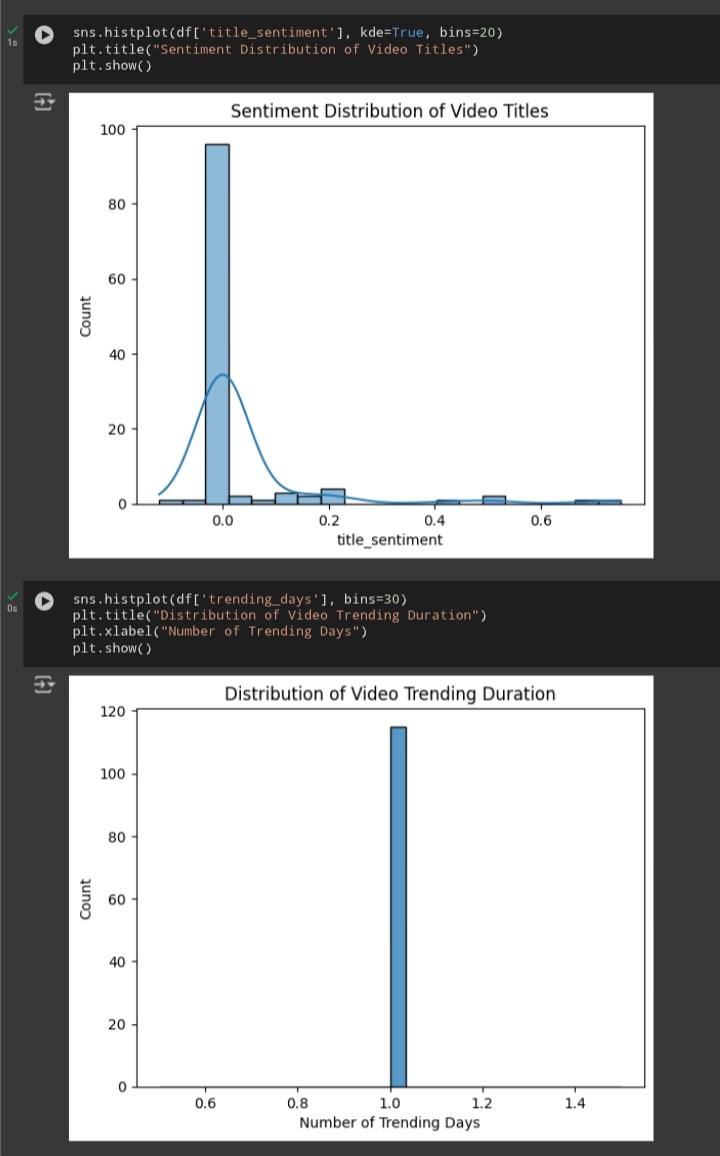 1s
sns.histplot(df['title_sentiment'], kde=True, bins=20)
plt.title("Sentiment Distribution of Video Titles")
plt.show()
Sentiment Distribution of Video Titles
100
80
60
40
20
0
Count
0.0 0.2 0.4 0.6
title_sentiment
0s
sns.histplot(df['trending_days'], bins=30)
plt.title("Distribution of Video Trending Duration")
plt.xlabel("Number of Trending Days")
plt.show()
Distribution of Video Trending Duration
120
100
80
60
40
20
0
Count
0.6 0.8 1.0 1.2 1.4
Number of Trending Days